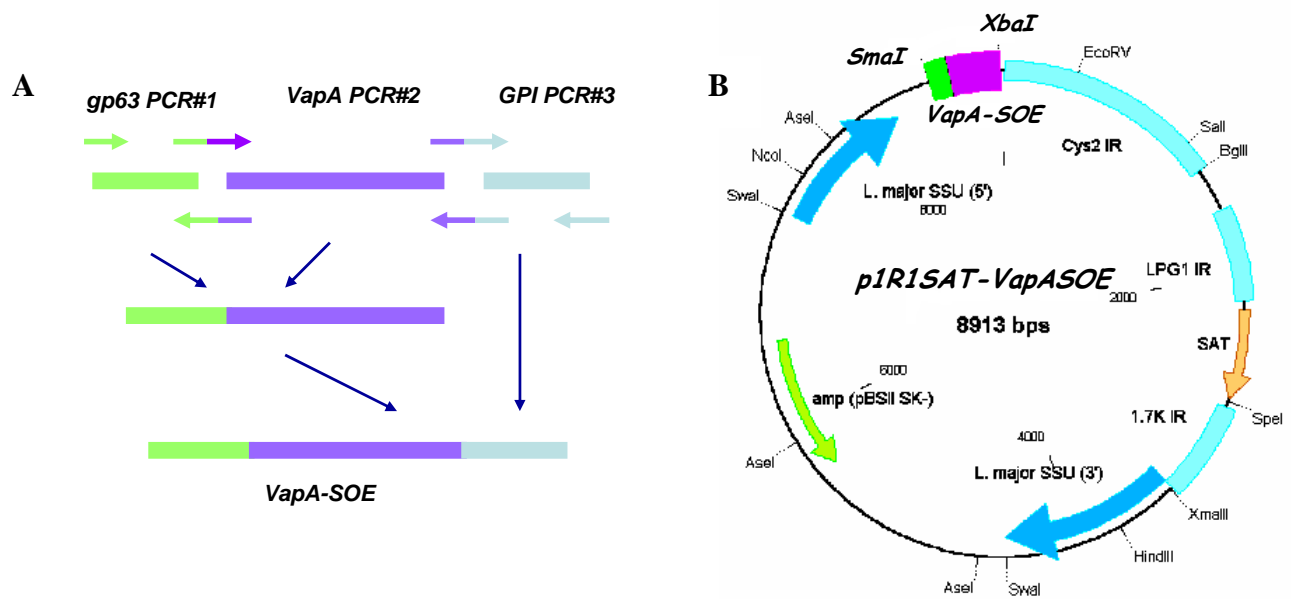 A
gp63 PCR#1
VapA PCR#2
GPI PCR#3
VapA-SOE
B
XbaI
SmaI
EcoRV
VapA-SOE
AseI
Cys2 IR
SalI
BglII
NcoI
SwaI
L. major SSU (5')
8000
LPG1 IR
p1R1SAT-VapASOE
2000
8913 bps
SAT
6000
amp (pBSII SK-)
SpeI
1.7K IR
4000
AseI
L. major SSU (3')
XmaIII
HindIII
AseI
SwaI